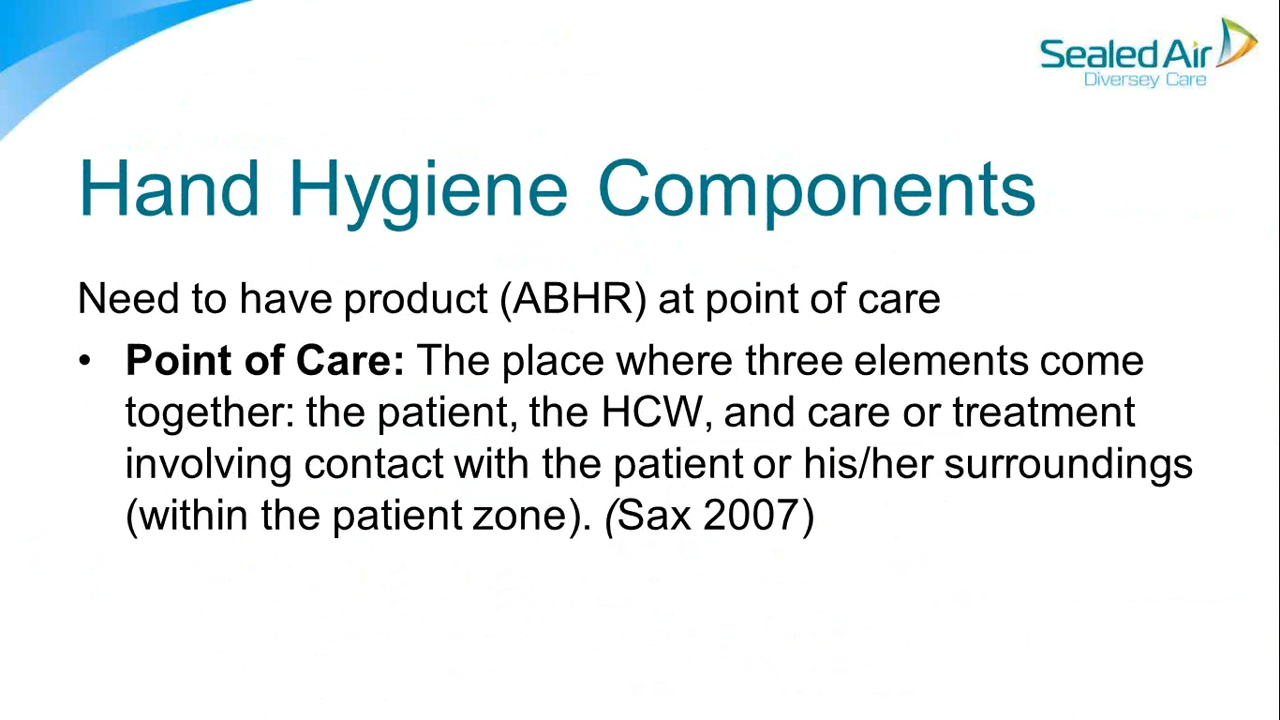 Sealed Air
Diversey Care
Hand Hygiene Components
Need to have product (ABHR) at point of care
• Point of Care: The place where three elements come
together: the patient, the HCW, and care or treatment
involving contact with the patient or his/her surroundings
(within the patient zone). (Sax 2007)